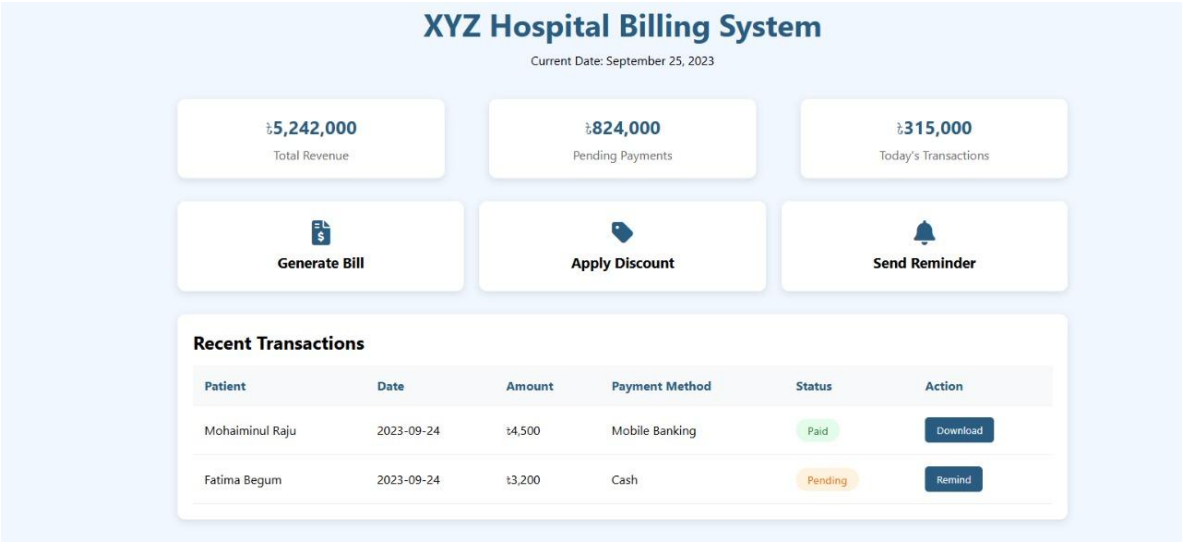 XYZ Hospital Billing System
Current Date: September 25, 2023
৳5,242,000
Total Revenue
৳824,000
Pending Payments
৳315,000
Today's Transactions
Generate Bill
Apply Discount
Send Reminder
Recent Transactions
Patient Date Amount Payment Method Status Action
Mohaiminul Raju 2023-09-24 ৳4,500 Mobile Banking Paid Download
Fatima Begum 2023-09-24 ৳3,200 Cash Pending Remind